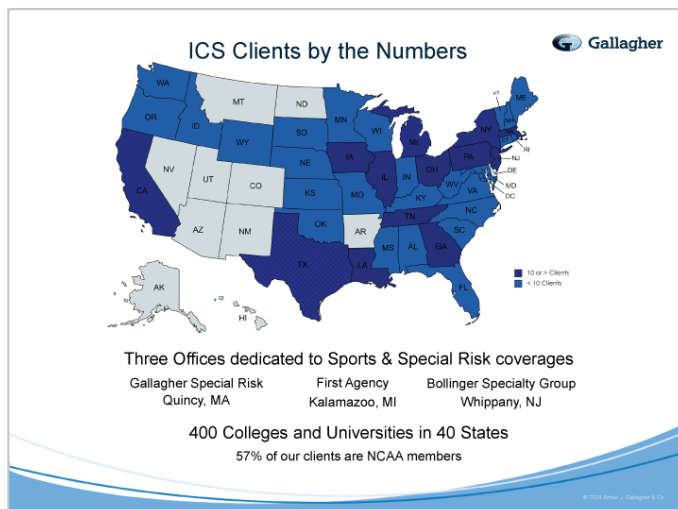 ICS Clients by the Numbers
Gallagher
WA
MT
ND
MN
VT
ME
OR
ID
SD
WI
NY
WY
MI
RI
NJ
IA
PA
NE
NV
IL
IN
OH
DE
UT
CO
MD
CA
KS
MO
WV
VA
DC
KY
NC
TN
AZ
NM
OK
AR
SC
MS
AL
GA
TX
LA
FL
AK
HI
10 or > Clients
< 10 Clients
Three Offices dedicated to Sports & Special Risk coverages
Gallagher Special Risk
Quincy, MA
First Agency
Kalamazoo, MI
Bollinger Specialty Group
Whippany, NJ
400 Colleges and Universities in 40 States
57% of our clients are NCAA members